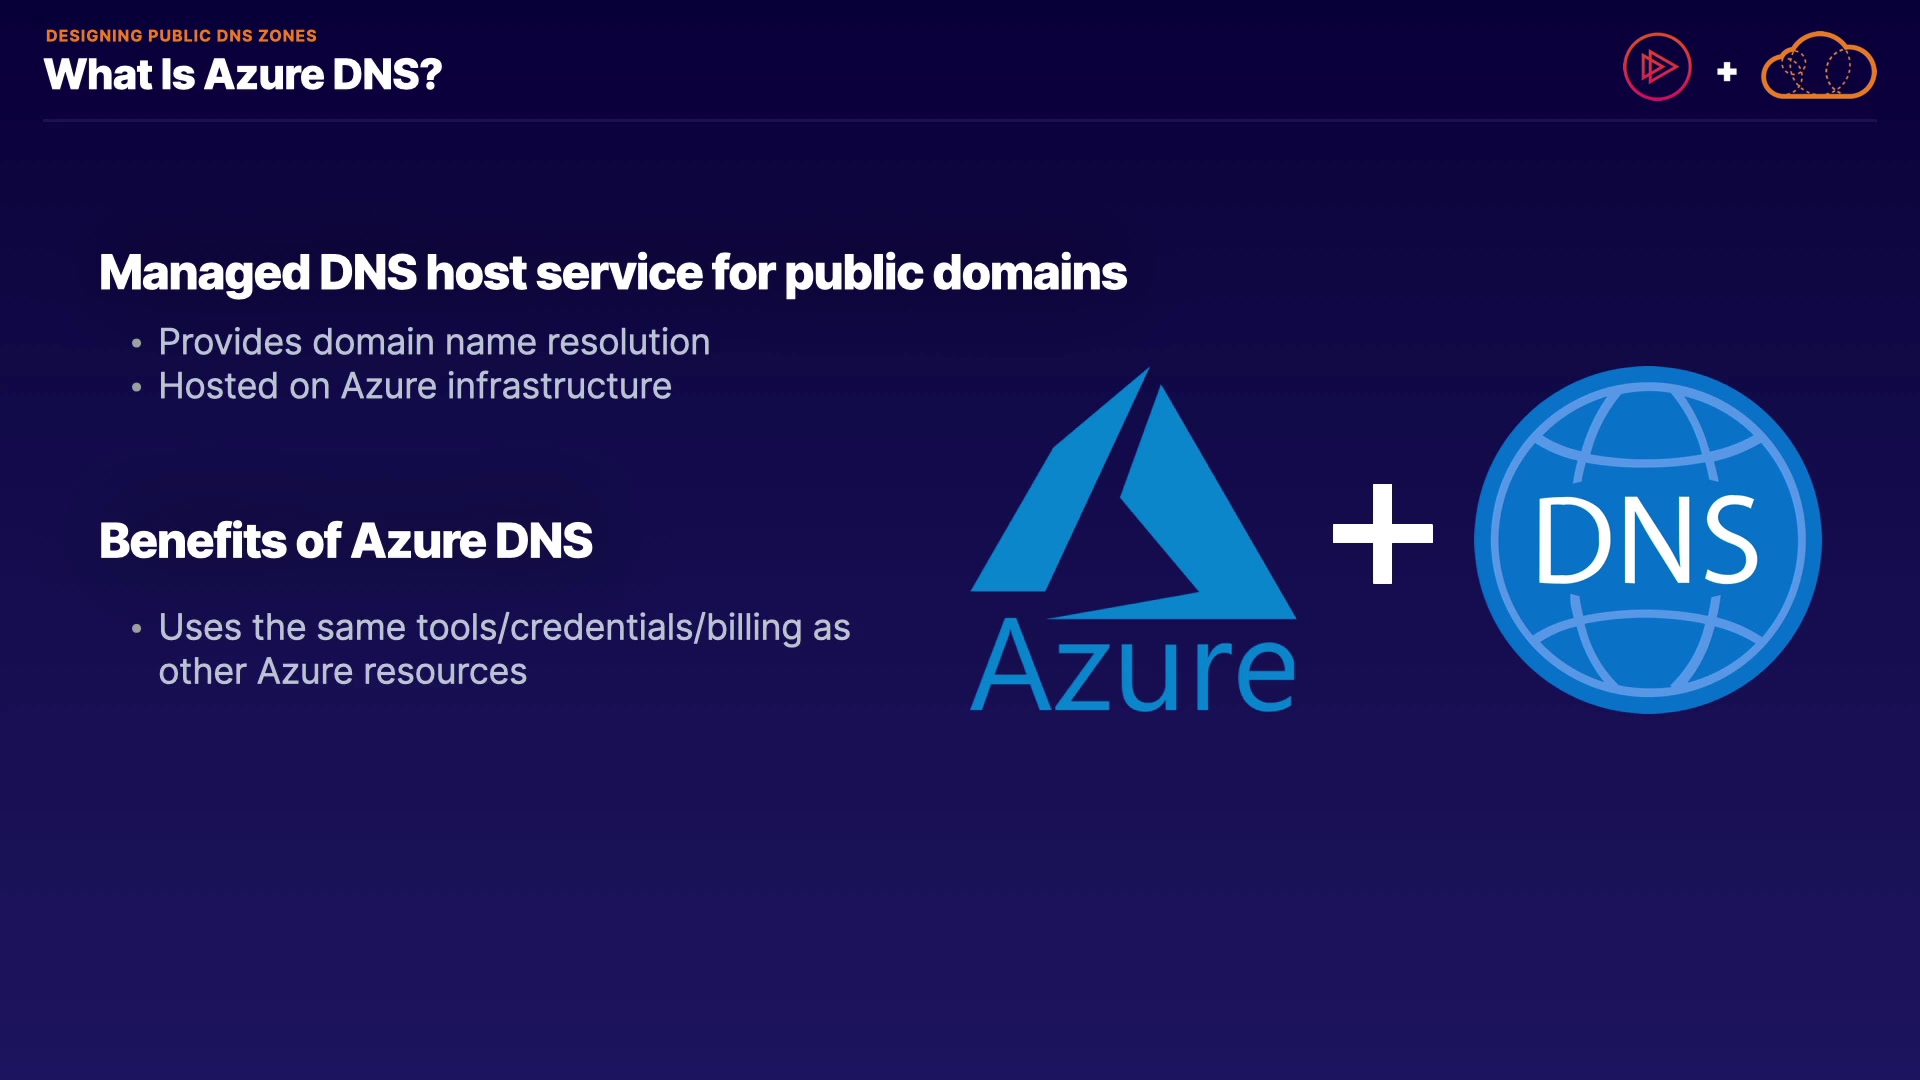 DESIGNING PUBLIC DNS ZONES
What Is Azure DNS?
Managed DNS host service for public domains
• Provides domain name resolution
• Hosted on Azure infrastructure
Benefits of Azure DNS
• Uses the same tools/credentials/billing as
other Azure resources
Azure
+
DNS